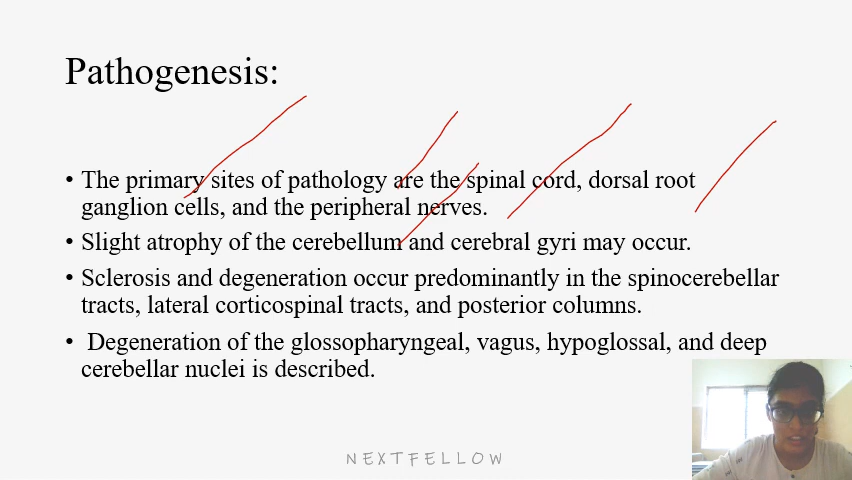 Pathogenesis:
• The primary sites of pathology are the spinal cord, dorsal root
ganglion cells, and the peripheral nerves.
• Slight atrophy of the cerebellum and cerebral gyri may occur.
• Sclerosis and degeneration occur predominantly in the spinocerebellar
tracts, lateral corticospinal tracts, and posterior columns.
• Degeneration of the glossopharyngeal, vagus, hypoglossal, and deep
cerebellar nuclei is described.
NEXTFELLOW